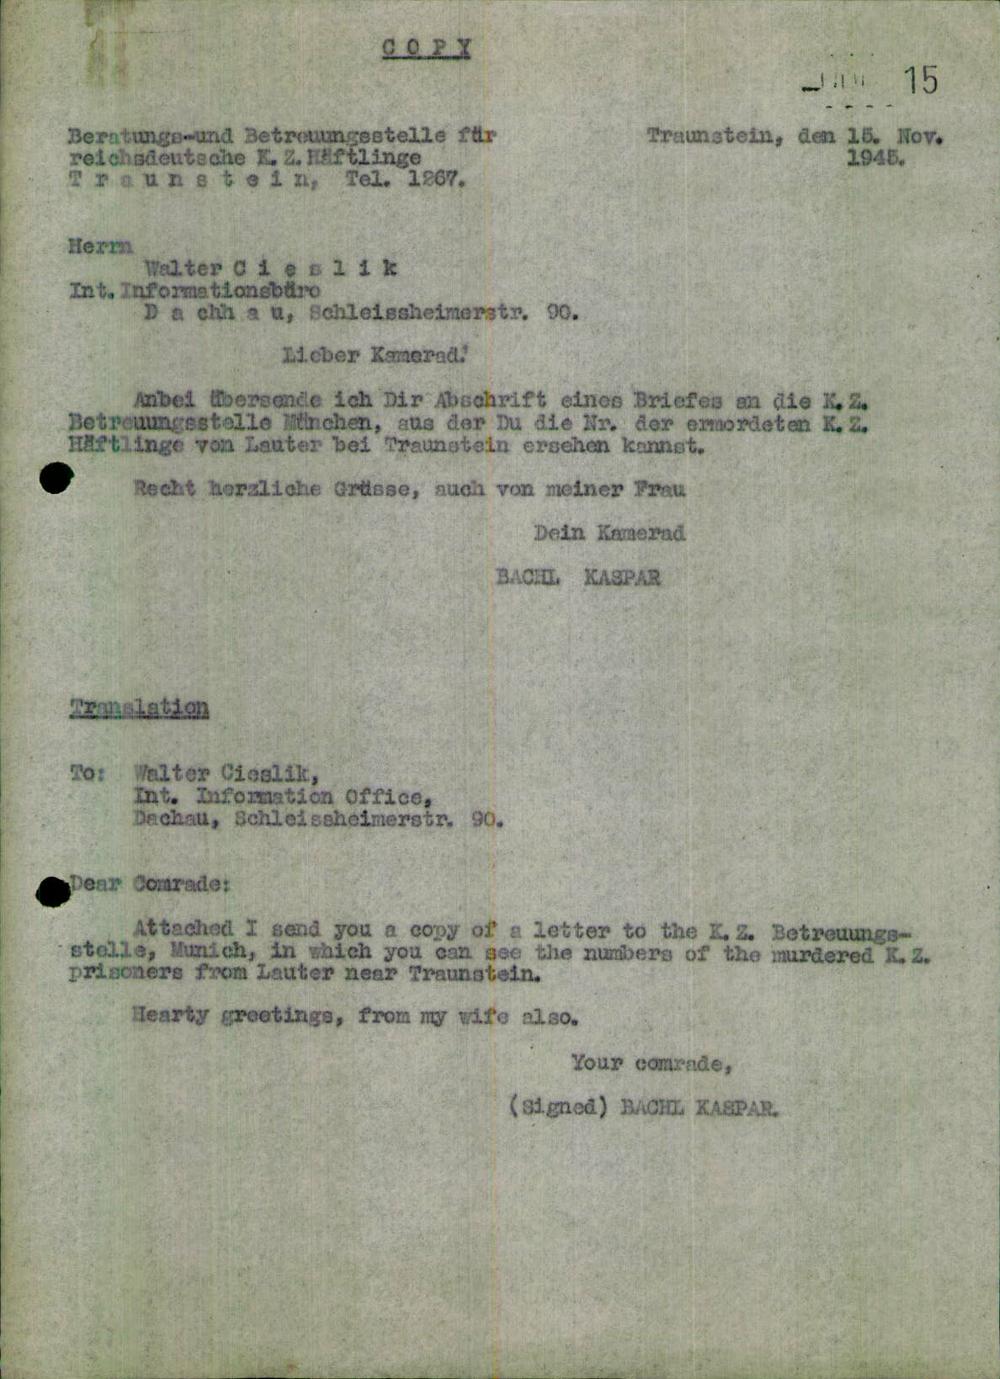 COPY
15
Beratungs-und Betreuungsstelle für
reichsdeutsche K.Z.Häftlinge
T r a u n s t e i n, Tel. 1267.
Traunstein, den 15. Nov.
1945.
Herrn
Walter C i e s l i k
Int.Informationsbüro
D a chh a u, Schleissheimerstr. 90.
Lieber Kamerad!
Anbei übersende ich Dir Abschrift eines Briefes an die K.Z.
Betreuungsstelle München, aus der Du die Nr. der ermordeten K.Z.
Häftlinge von Lauter bei Traunstein ersehen kannst.
Recht herzliche Grüsse, auch von meiner Frau
Dein Kamerad
BACHL KASPAR
Translation
To: Walter Cieslik,
Int. Information Office,
Dachau, Schleissheimerstr. 90.
Dear Comrade:
Attached I send you a copy of a letter to the K.Z. Betreuungs-
stelle, Munich, in which you can see the numbers of the murdered K.Z.
prisoners from Lauter near Traunstein.
Hearty greetings, from my wife also.
Your comrade,
(Signed) BACHL KASPAR.